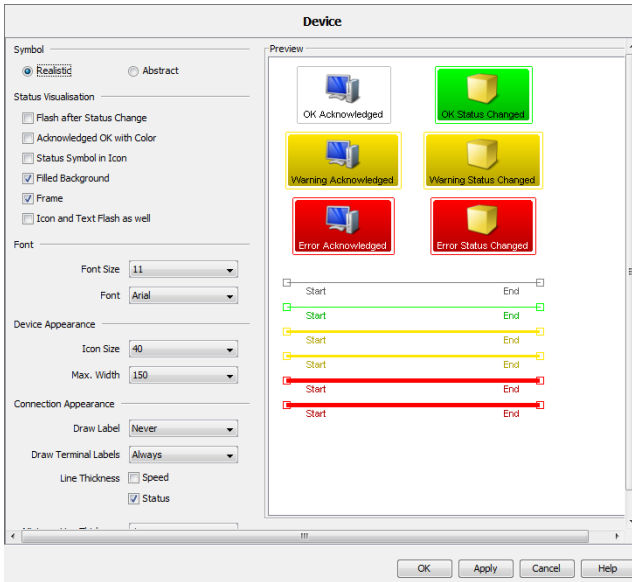 Device
Symbol
Realistic
Abstract
Status Visualisation
Flash after Status Change
Acknowledged OK with Color
Status Symbol in Icon
Filled Background
Frame
Icon and Text Flash as well
Font
Font Size 11
Font Arial
Device Appearance
Icon Size 40
Max. Width 150
Connection Appearance
Draw Label Never
Draw Terminal Labels Always
Line Thickness Speed
Status
Preview
OK Acknowledged
OK Status Changed
Warning Acknowledged
Warning Status Changed
Error Acknowledged
Error Status Changed
Start End
Start End
Start End
Start End
Start End
Start End
OK Apply Cancel Help